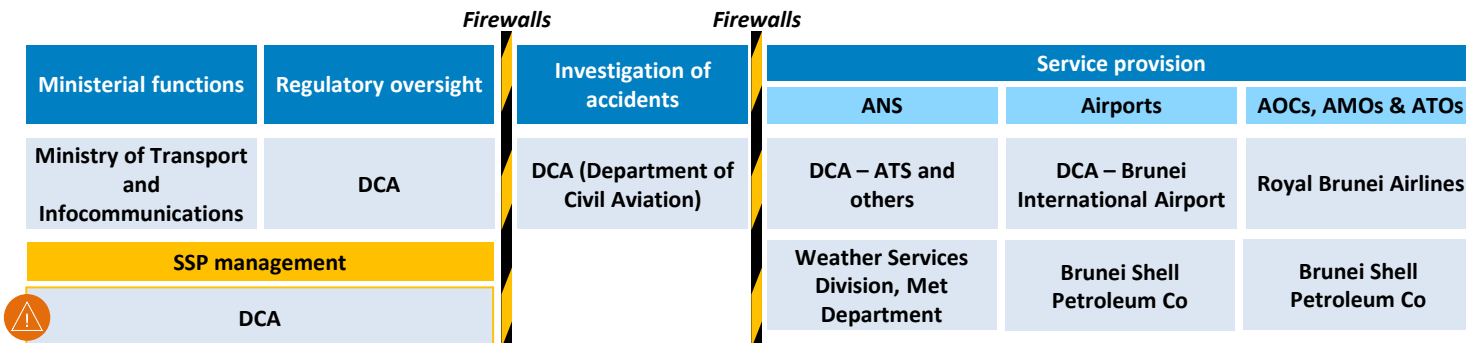 Firewalls
Firewalls
Ministerial functions
Regulatory oversight
Investigation of
accidents
Service provision
ANS
Airports
AOCs, AMOs & ATOs
Ministry of Transport
and
Infocommunications
DCA
DCA (Department of
Civil Aviation)
DCA – ATS and
others
DCA – Brunei
International Airport
Royal Brunei Airlines
SSP management
DCA
Weather Services
Division, Met
Department
Brunei Shell
Petroleum Co
Brunei Shell
Petroleum Co